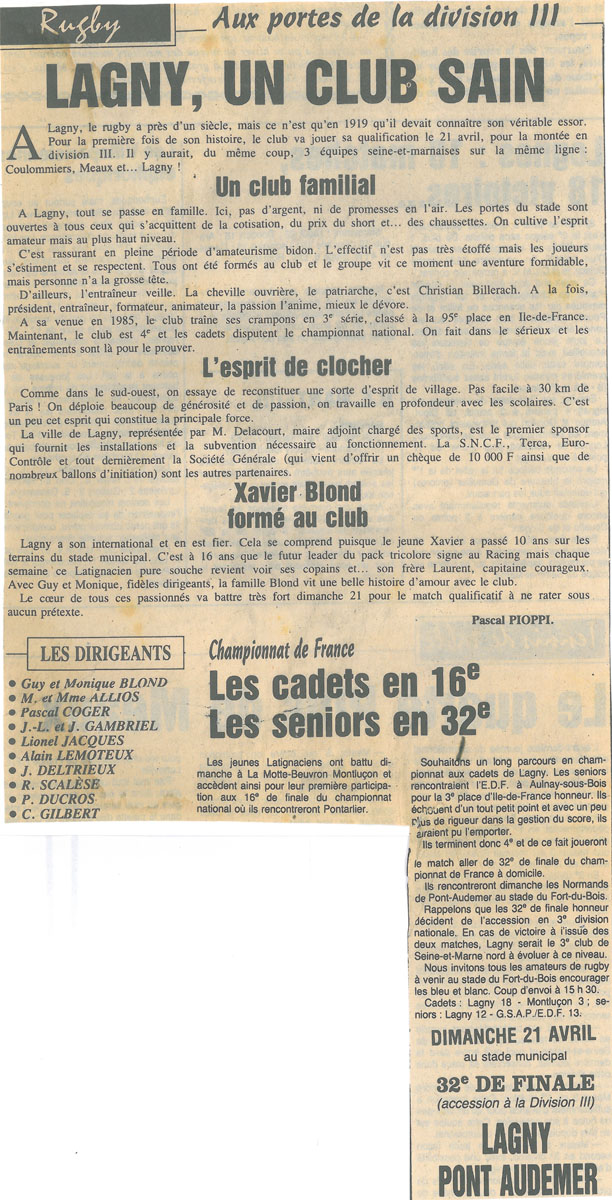 Rugby
Aux portes de la division III
LAGNY, UN CLUB SAIN
A Lagny, le rugby a près d'un siècle, mais ce n'est qu'en 1919 qu'il devait connaître son véritable essor.
Pour la première fois de son histoire, le club va jouer sa qualification le 21 avril, pour la montée en
division III. Il y aurait, du même coup, 3 équipes seine-et-marnaises sur la même ligne :
Coulommiers, Meaux et... Lagny !
Un club familial
A Lagny, tout se passe en famille. Ici, pas d'argent, ni de promesses en l'air. Les portes du stade sont
ouvertes à tous ceux qui s'acquittent de la cotisation, du prix du short et... des chaussettes. On cultive l'esprit
amateur mais au plus haut niveau.
C'est rassurant en pleine période d'amateurisme bidon. L'effectif n'est pas très étoffé mais les joueurs
s'estiment et se respectent. Tous ont été formés au club et le groupe vit ce moment une aventure formidable,
mais personne n'a la grosse tête.
D'ailleurs, l'entraîneur veille. La cheville ouvrière, le patriarche, c'est Christian Billerach. A la fois,
président, entraîneur, formateur, animateur, la passion l'anime, mieux le dévore.
A sa venue en 1985, le club traîne ses crampons en 3e série, classé à la 95e place en Ile-de-France.
Maintenant, le club est 4e et les cadets disputent le championnat national. On fait dans le sérieux et les
entraînements sont là pour le prouver.
L'esprit de clocher
Comme dans le sud-ouest, on essaye de reconstituer une sorte d'esprit de village. Pas facile à 30 km de
Paris ! On déploie beaucoup de générosité et de passion, on travaille en profondeur avec les scolaires. C'est
un peu cet esprit qui constitue la principale force.
La ville de Lagny, représentée par M. Delacourt, maire adjoint chargé des sports, est le premier sponsor
qui fournit les installations et la subvention nécessaire au fonctionnement. La S.N.C.F., Terca, Euro-
Contrôle et tout dernièrement la Société Générale (qui vient d'offrir un chèque de 10 000 F ainsi que de
nombreux ballons d'initiation) sont les autres partenaires.
Xavier Blond
formé au club
Lagny a son international et en est fier. Cela se comprend puisque le jeune Xavier a passé 10 ans sur les
terrains du stade municipal. C'est à 16 ans que le futur leader du pack tricolore signe au Racing mais chaque
semaine ce Latignacien pure souche revient voir ses copains et... son frère Laurent, capitaine courageux.
Avec Guy et Monique, fidèles dirigeants, la famille Blond vit une belle histoire d'amour avec le club.
Le cœur de tous ces passionnés va battre très fort dimanche 21 pour le match qualificatif à ne rater sous
aucun prétexte.
Pascal PIOPPI.
LES DIRIGEANTS
● Guy et Monique BLOND
● M. et Mme ALLIOS
● Pascal COGER
● J.-L. et J. GAMBRIEL
● Lionel JACQUES
● Alain LEMOTEUX
● J. DELTRIEUX
● R. SCALÈSE
● P. DUCROS
● C. GILBERT
Championnat de France
Les cadets en 16e
Les seniors en 32e
Les jeunes Latignaciens ont battu di-
manche à La Motte-Beuvron Montluçon et
accèdent ainsi pour leur première participa-
tion aux 16e de finale du championnat
national où ils rencontreront Pontarlier.
Souhaitons un long parcours en cham-
pionnat aux cadets de Lagny. Les seniors
rencontraient l'E.D.F. à Aulnay-sous-Bois
pour la 3e place d'Ile-de-France honneur. Ils
échouent d'un tout petit point et avec un peu
plus de rigueur dans la gestion du score, ils
auraient pu l'emporter.
Ils terminent donc 4e et de ce fait joueront
le match aller de 32e de finale du cham-
pionnat de France à domicile.
Ils rencontreront dimanche les Normands
de Pont-Audemer au stade du Fort-du-Bois.
Rappelons que les 32e de finale honneur
décident de l'accession en 3e division
nationale. En cas de victoire à l'issue des
deux matches, Lagny serait le 3e club de
Seine-et-Marne nord à évoluer à ce niveau.
Nous invitons tous les amateurs de rugby
à venir au stade du Fort-du-Bois encourager
les bleu et blanc. Coup d'envoi à 15 h 30.
Cadets : Lagny 18 - Montluçon 3 ; se-
niors : Lagny 12 - G.S.A.P./E.D.F. 13.
DIMANCHE 21 AVRIL
au stade municipal
32e DE FINALE
(accession à la Division III)
LAGNY
PONT AUDEMER